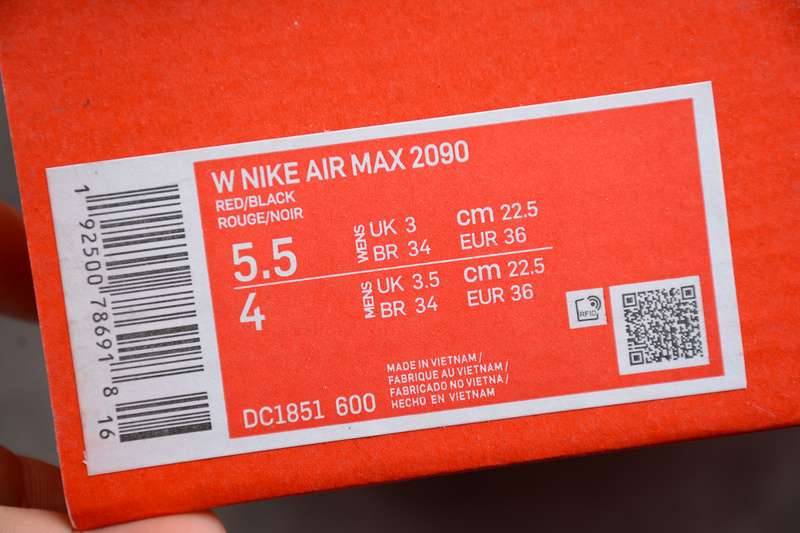 W NIKE AIR MAX 2090
RED/BLACK
ROUGE/NOIR
5.5 WENS UK 3 cm 22.5
BR 34 EUR 36
4 MENS UK 3.5 cm 22.5
BR 34 EUR 36
RFID
MADE IN VIETNAM/
FABRIQUE AU VIETNAM/
FABRICADO NO VIETNA/
HECHO EN VIETNAM
DC1851 600
1 92500 78691 8 16